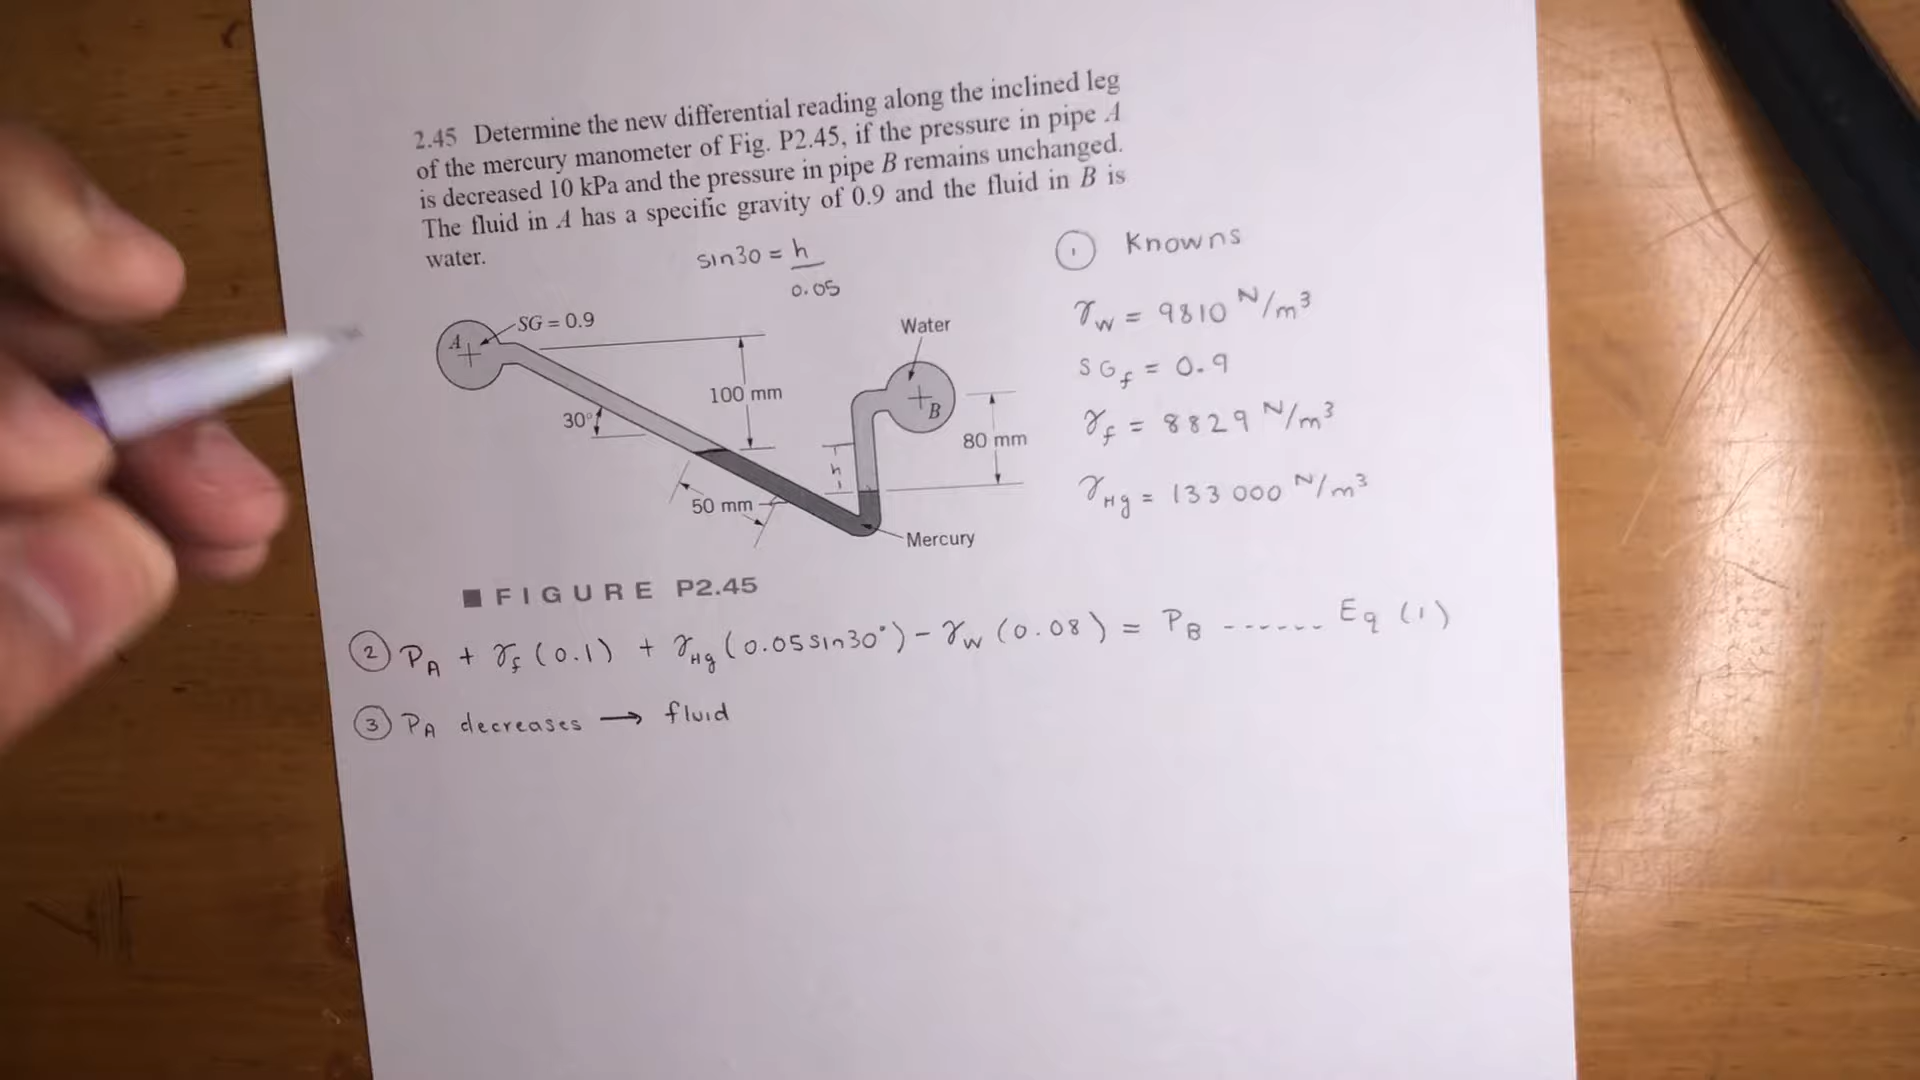 2.45 Determine the new differential reading along the inclined leg
of the mercury manometer of Fig. P2.45, if the pressure in pipe A
is decreased 10 kPa and the pressure in pipe B remains unchanged.
The fluid in A has a specific gravity of 0.9 and the fluid in B is
water.
sin30 = h
0.05
① Knowns
γw = 9810 N/m³
SGf = 0.9
γf = 8829 N/m³
γHg = 133 000 N/m³
SG = 0.9
A
Water
100 mm
30°
B
80 mm
h
50 mm
Mercury
■ FIGURE P2.45
② PA + γf (0.1) + γHg (0.05 sin30°) - γw (0.08) = PB ------ Eq (1)
③ PA decreases → fluid